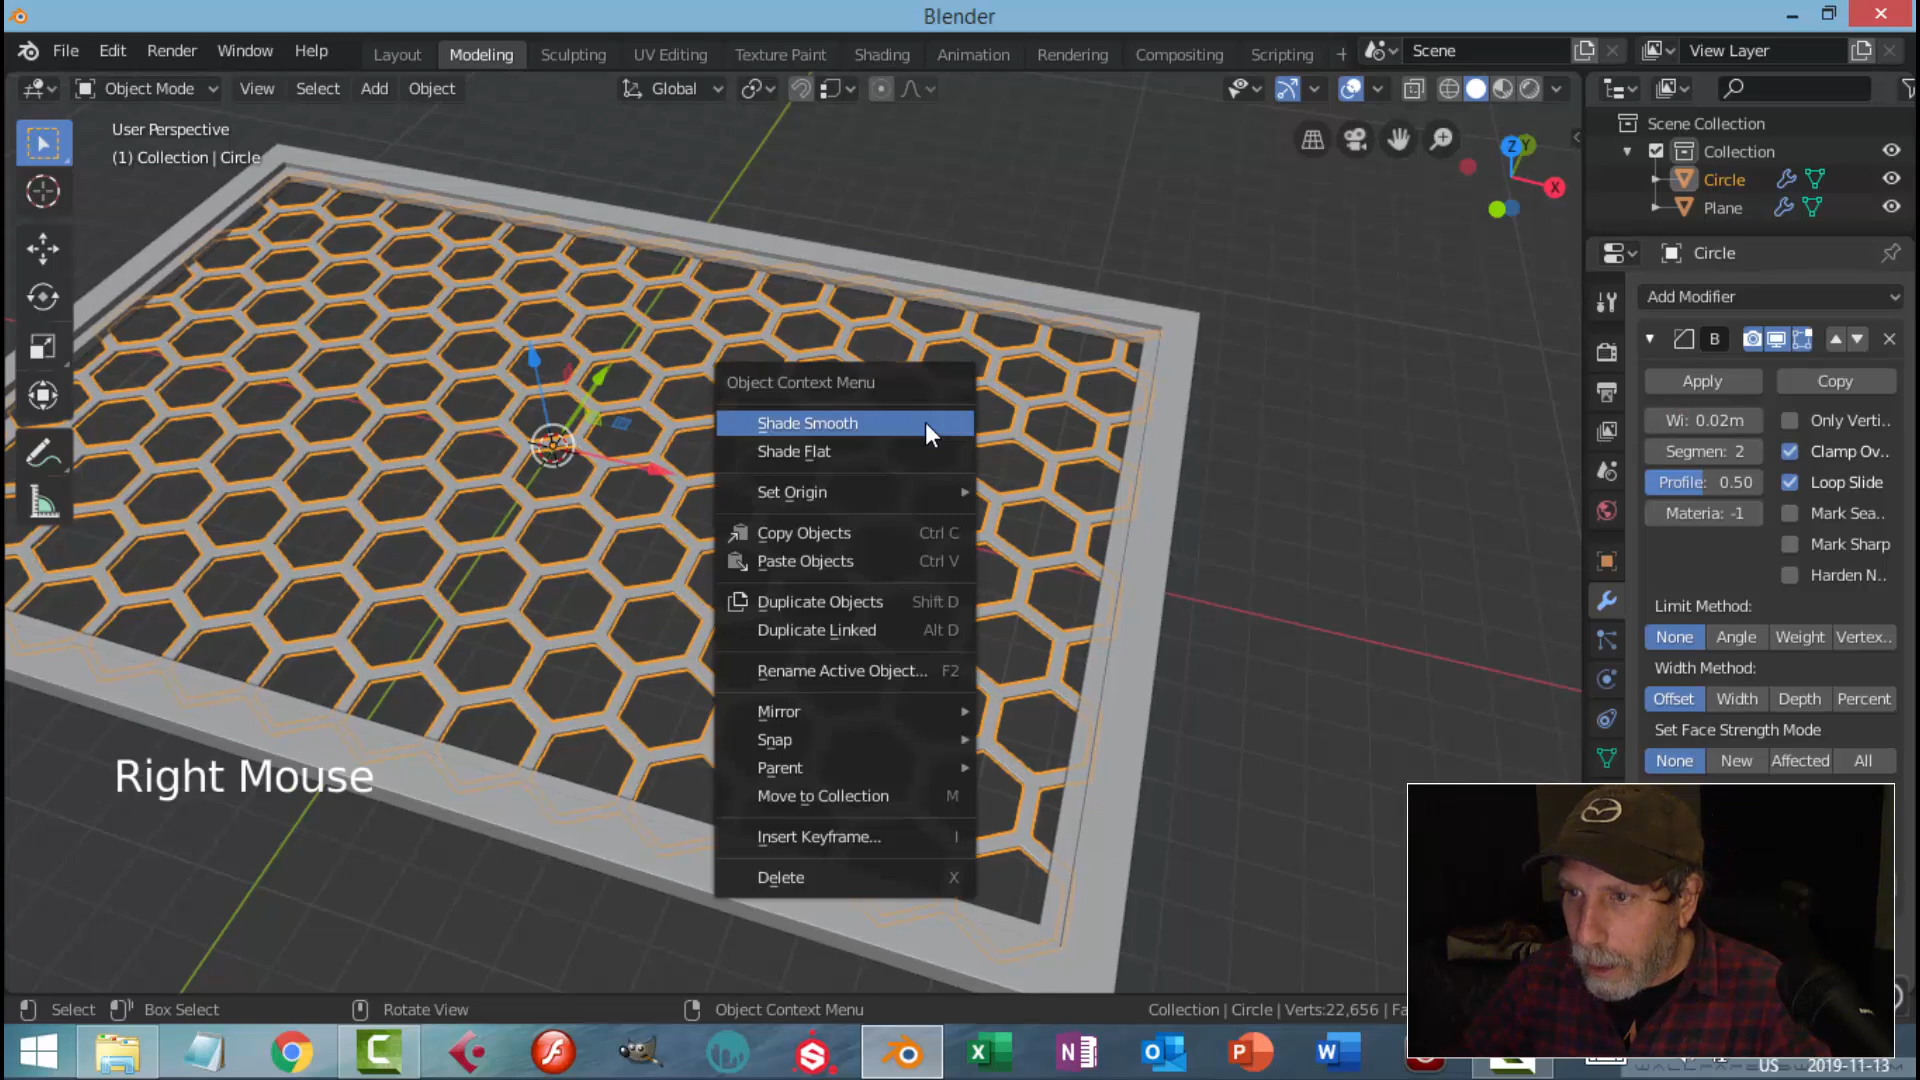 Blender
File Edit Render Window Help
Layout Modeling Sculpting UV Editing Texture Paint Shading Animation Rendering Compositing Scripting +
Scene
View Layer
Object Mode View Select Add Object
Global
User Perspective
(1) Collection | Circle
Z Y
X
Scene Collection
Collection
Circle
Plane
Circle
Add Modifier
B
Apply Copy
Wi: 0.02m Only Verti..
Segmen: 2 Clamp Ov..
Profile: 0.50 Loop Slide
Materia: -1 Mark Sea..
Mark Sharp
Harden N..
Limit Method:
None Angle Weight Vertex..
Width Method:
Offset Width Depth Percent
Set Face Strength Mode
None New Affected All
Object Context Menu
Shade Smooth
Shade Flat
Set Origin
Copy Objects Ctrl C
Paste Objects Ctrl V
Duplicate Objects Shift D
Duplicate Linked Alt D
Rename Active Object... F2
Mirror
Snap
Parent
Move to Collection M
Insert Keyframe... I
Delete X
Right Mouse
Select Box Select Rotate View Object Context Menu
Collection | Circle | Verts:22,656 | Fa
US 2019-11-13